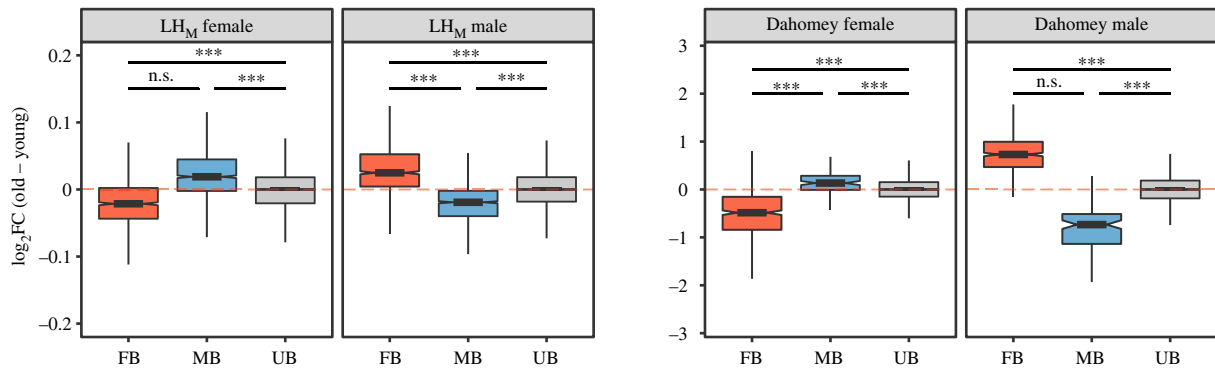 LH_M female
LH_M male
Dahomey female
Dahomey male
log₂FC (old – young)
0.2
0.1
0
–0.1
–0.2
***
n.s.
***
***
***
***
3
2
1
0
–1
–2
–3
***
***
***
***
n.s.
***
FB
MB
UB
FB
MB
UB
FB
MB
UB
FB
MB
UB